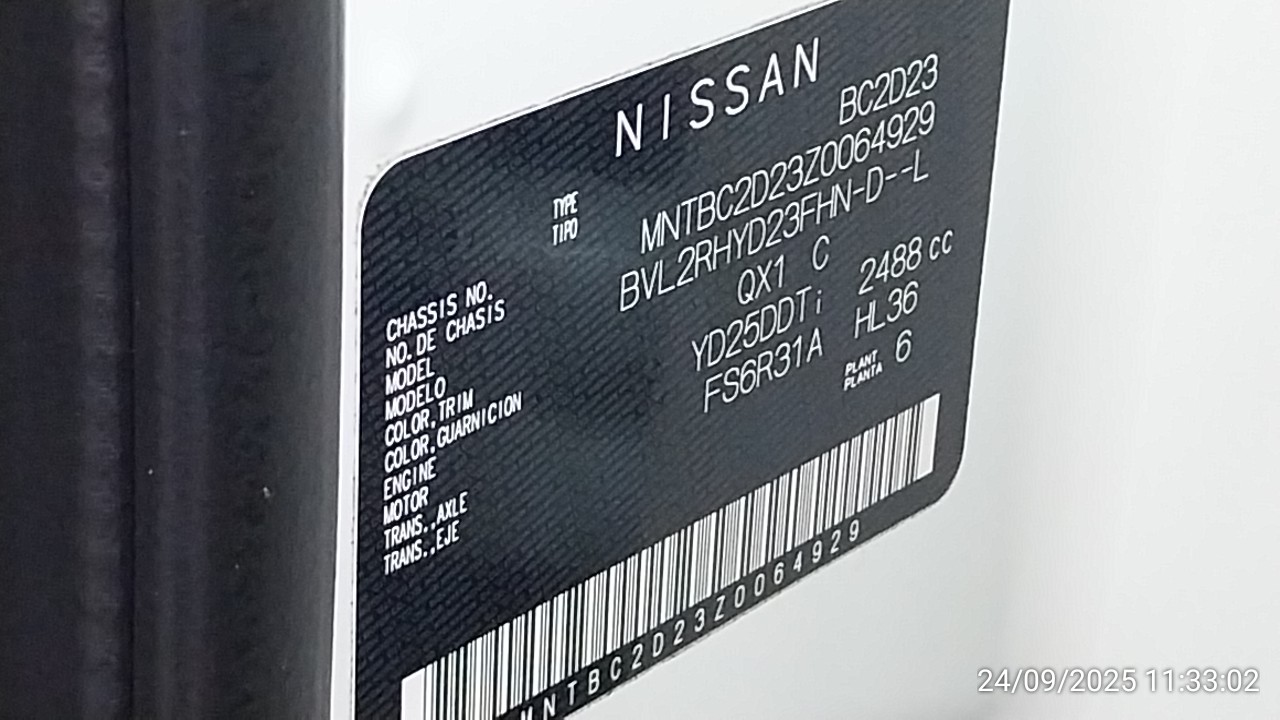 NISSAN
TYPE BC2D23
TIPO
CHASSIS NO. MNTBC2D23Z0064929
NO. DE CHASIS
MODEL BVL2RHYD23FHN-D--L
MODELO
COLOR, TRIM QX1 C
COLOR, GUARNICION
ENGINE YD25DDTi 2488 cc
MOTOR
TRANS., AXLE FS6R31A HL36
TRANS., EJE
PLANT 6
PLANTA
MNTBC2D23Z0064929
24/09/2025 11:33:02